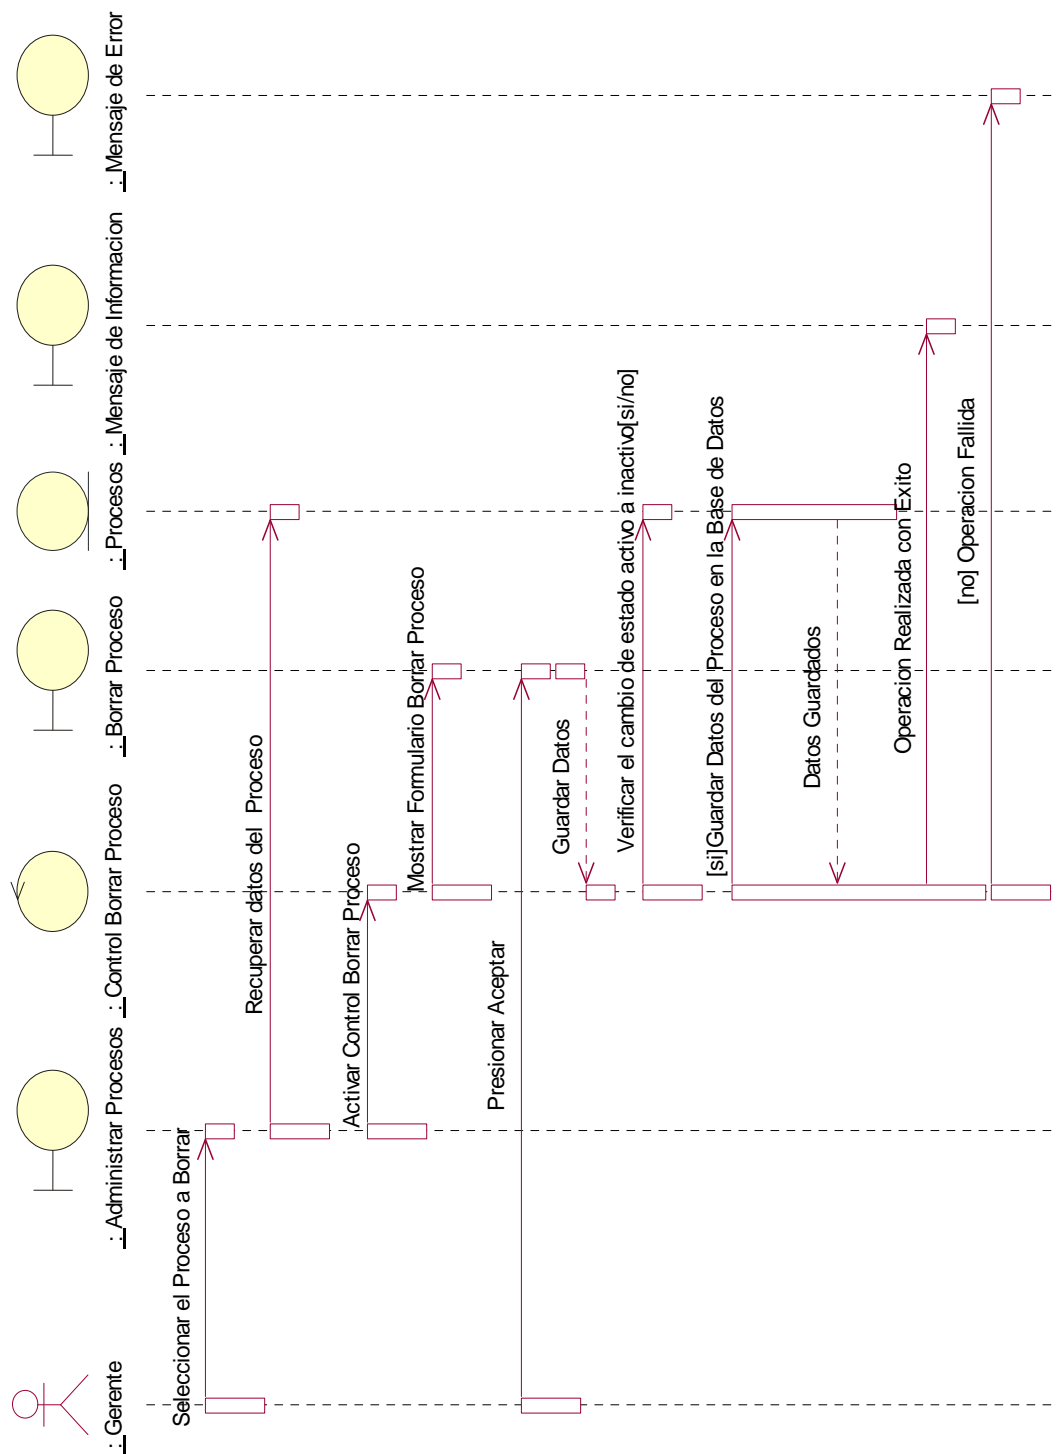 : Gerente
: Administrar Procesos
: Control Borrar Proceso
: Borrar Proceso
: Procesos
: Mensaje de Informacion
: Mensaje de Error
Seleccionar el Proceso a Borrar
Recuperar datos del Proceso
Activar Control Borrar Proceso
Mostrar Formulario Borrar Proceso
Presionar Aceptar
Guardar Datos
Verificar el cambio de estado activo a inactivo[si/no]
[si]Guardar Datos del Proceso en la Base de Datos
Datos Guardados
Operacion Realizada con Exito
[no] Operacion Fallida